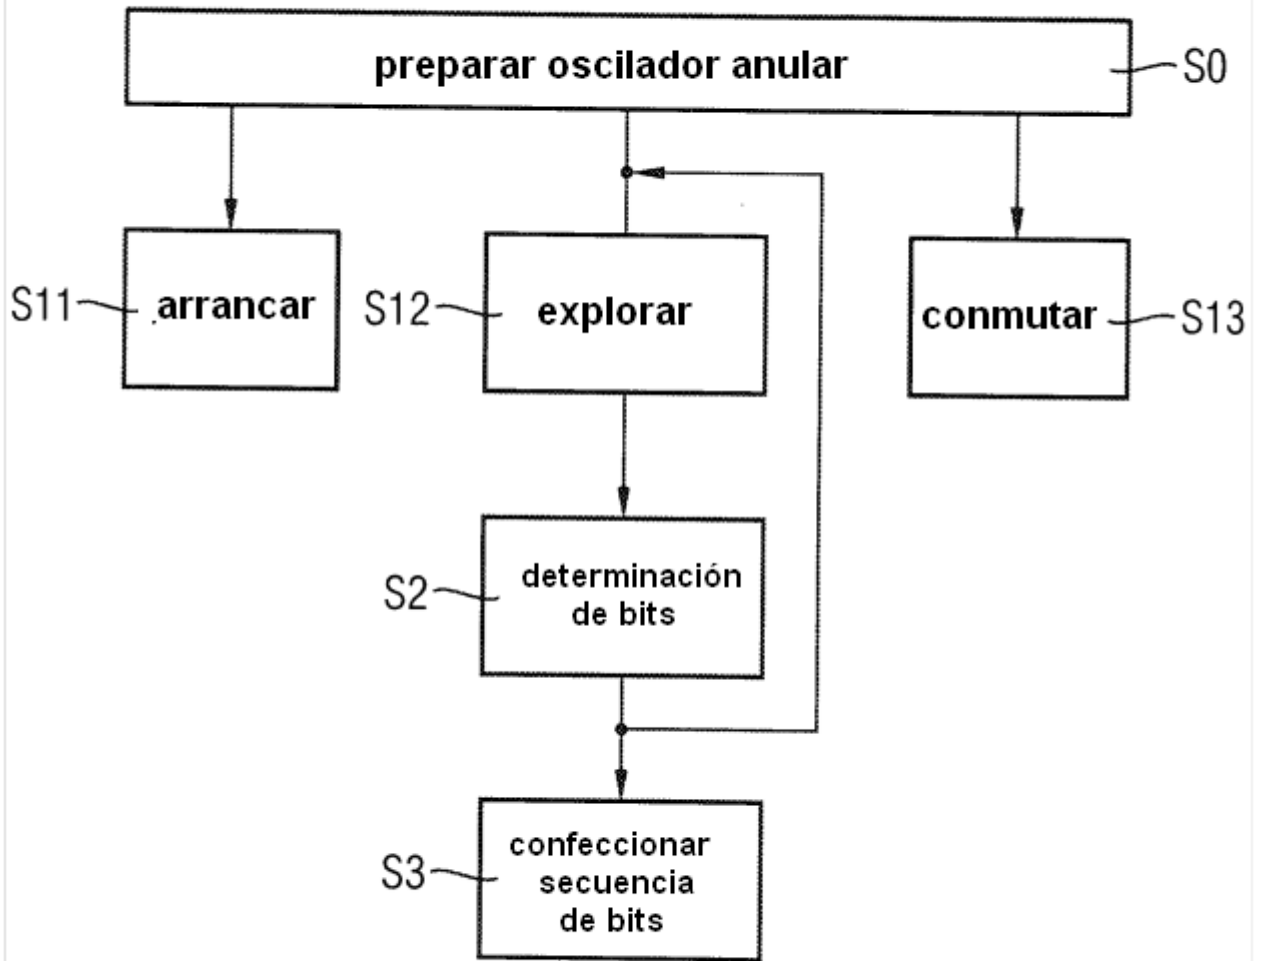 preparar oscilador anular
S0
S11
arrancar
S12
explorar
conmutar
S13
S2
determinación
de bits
S3
confeccionar
secuencia
de bits